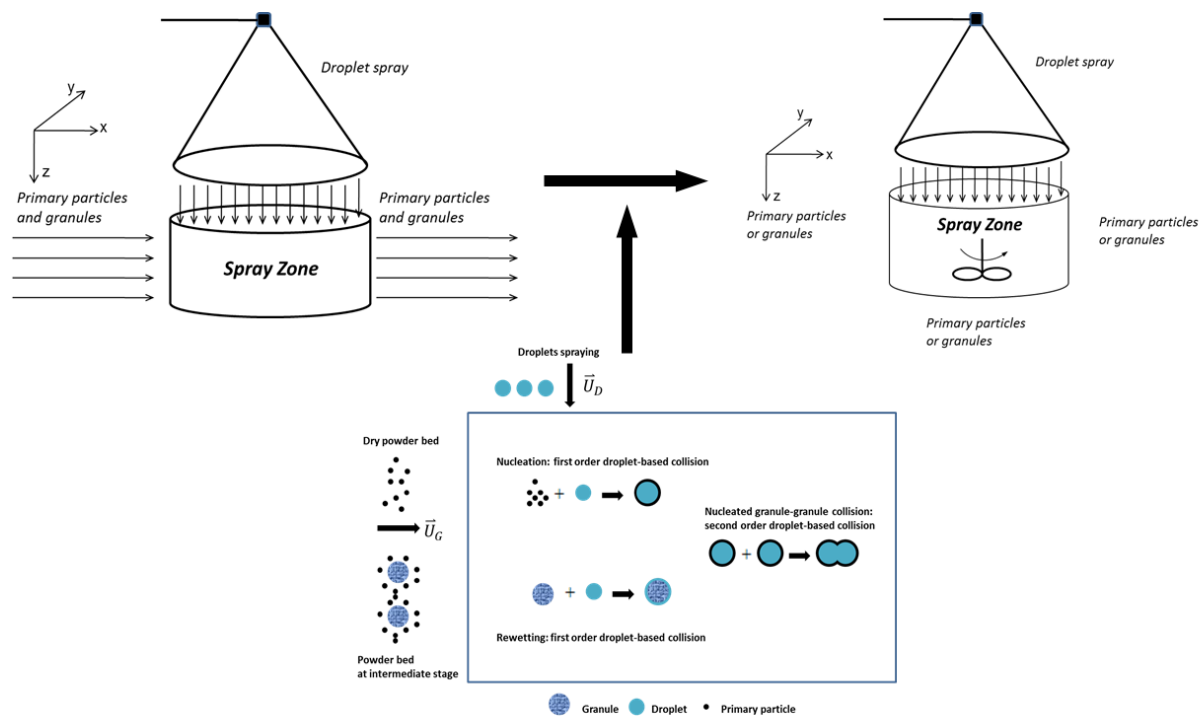 Droplet spray
y
x
z
Primary particles
and granules
Primary particles
and granules
Spray Zone
Droplet spray
y
x
z
Primary particles
or granules
Spray Zone
Primary particles
or granules
Primary particles
or granules
Droplets spraying
U⃗_D
Dry powder bed
U⃗_G
Powder bed
at intermediate stage
Nucleation: first order droplet-based collision
+
Nucleated granule-granule collision:
second order droplet-based collision
+
+
Rewetting: first order droplet-based collision
Granule
Droplet
Primary particle